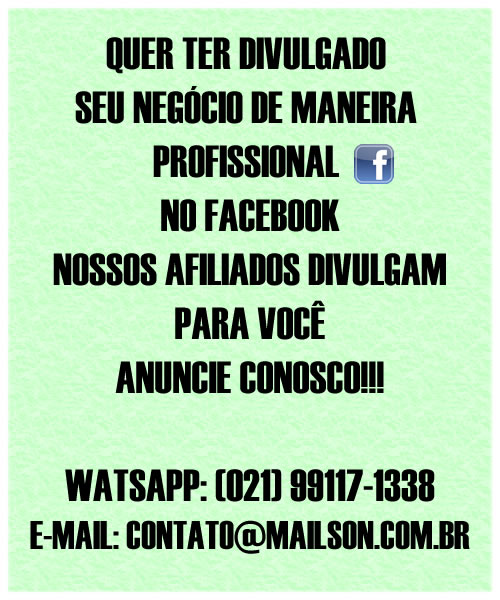 QUER TER DIVULGADO
SEU NEGÓCIO DE MANEIRA
PROFISSIONAL f
NO FACEBOOK
NOSSOS AFILIADOS DIVULGAM
PARA VOCÊ
ANUNCIE CONOSCO!!!
WATSAPP: (021) 99117-1338
E-MAIL: CONTATO@MAILSON.COM.BR